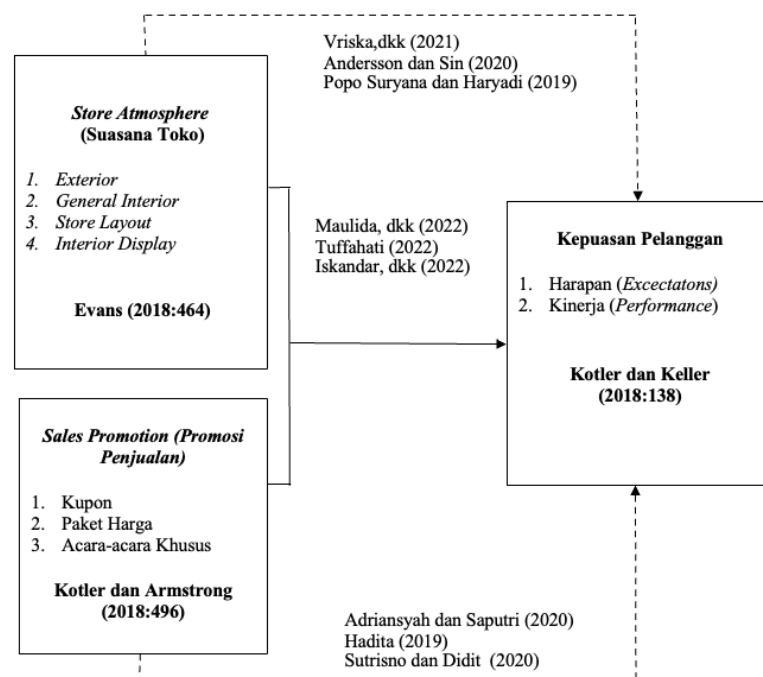 Vriska,dkk (2021)
Andersson dan Sin (2020)
Popo Suryana dan Haryadi (2019)
Store Atmosphere
(Suasana Toko)
1. Exterior
2. General Interior
3. Store Layout
4. Interior Display
Evans (2018:464)
Maulida, dkk (2022)
Tuffahati (2022)
Iskandar, dkk (2022)
Kepuasan Pelanggan
1. Harapan (Excectatons)
2. Kinerja (Performance)
Kotler dan Keller
(2018:138)
Sales Promotion (Promosi
Penjualan)
1. Kupon
2. Paket Harga
3. Acara-acara Khusus
Kotler dan Armstrong
(2018:496)
Adriansyah dan Saputri (2020)
Hadita (2019)
Sutrisno dan Didit (2020)